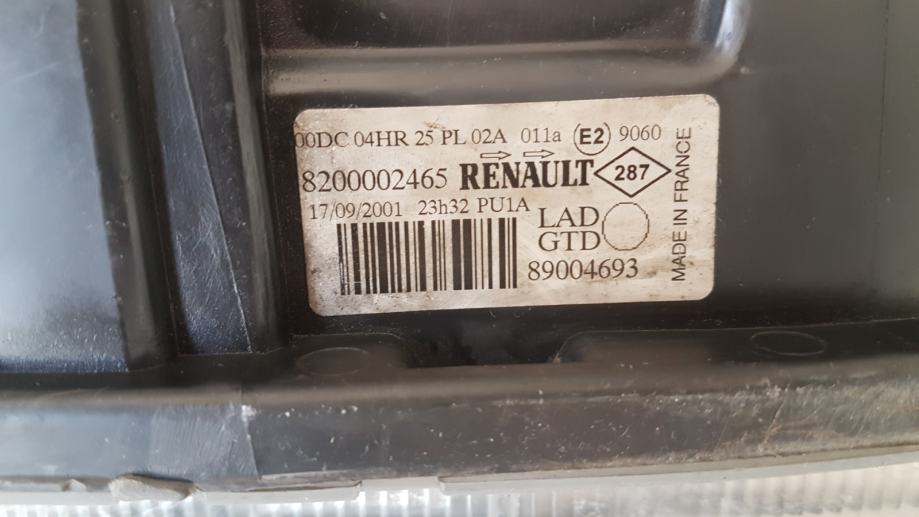 00DC 04HR 25 PL 02A 011a E2 9060
8200002465 RENAULT 287
17/09/2001 23h32 PU1A
LAD
GTD
89004693
MADE IN FRANCE